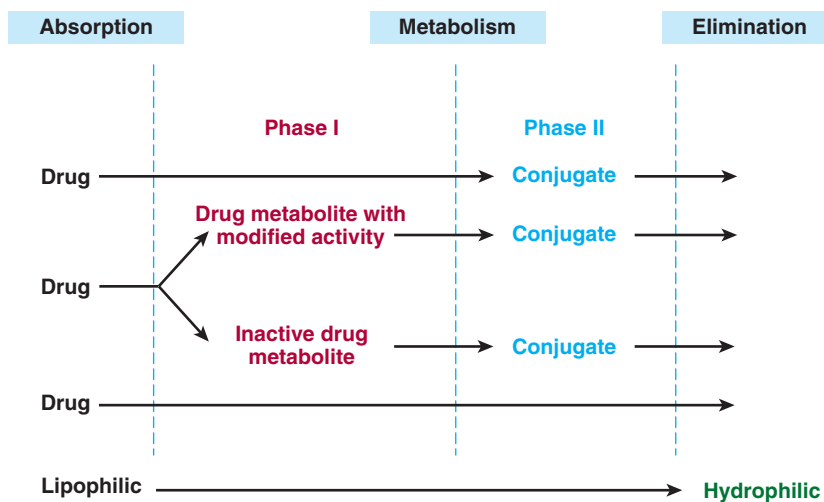 Absorption
Metabolism
Elimination
Phase I
Phase II
Drug
Conjugate
Drug metabolite with
modified activity
Conjugate
Drug
Inactive drug
metabolite
Conjugate
Drug
Lipophilic
Hydrophilic